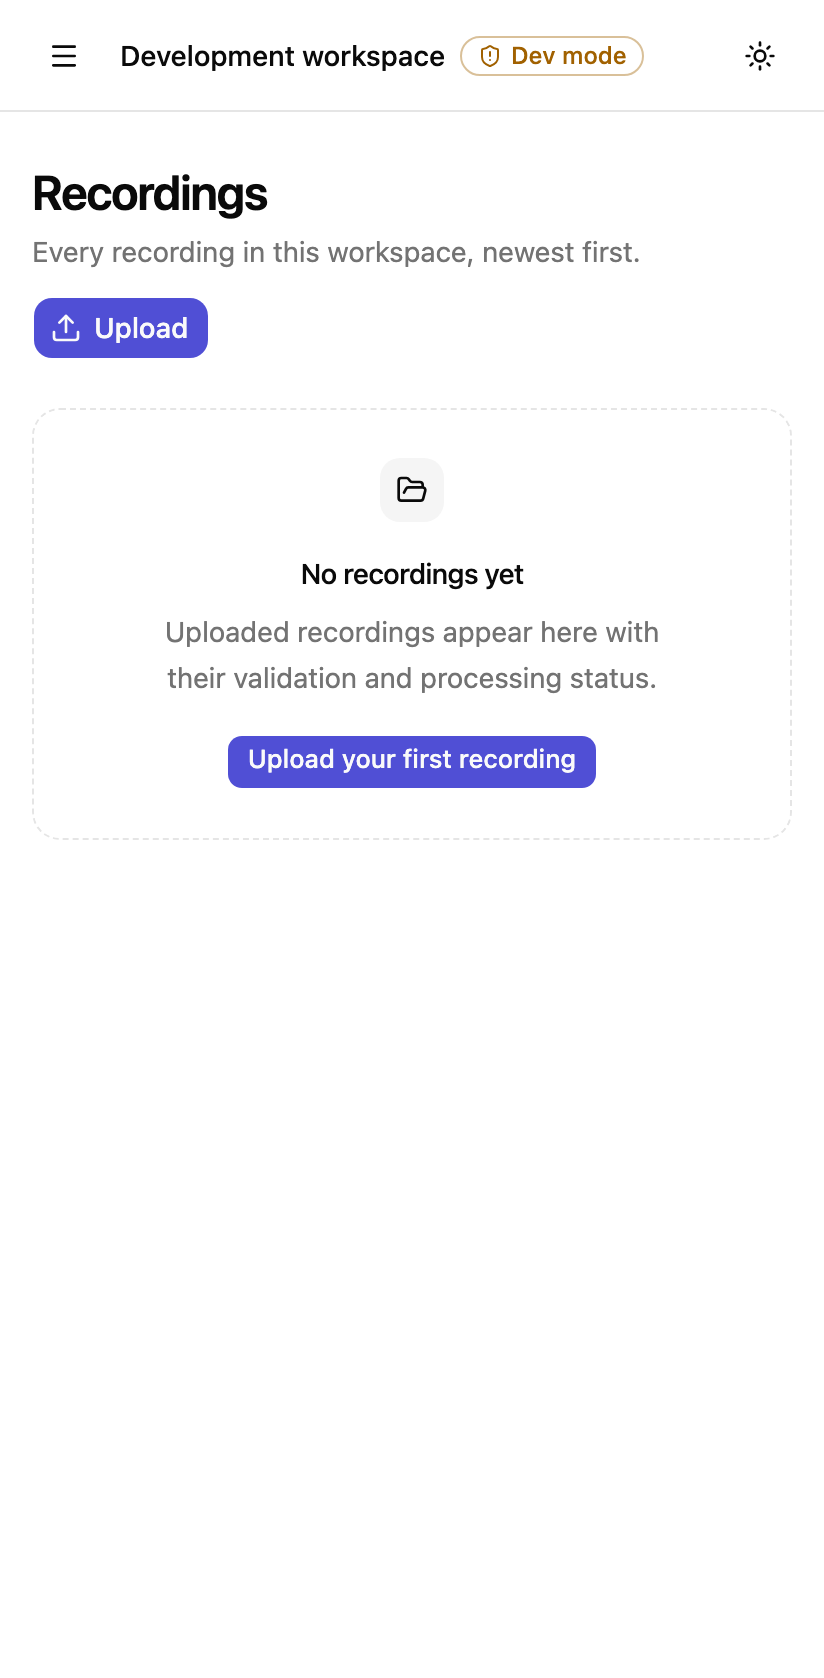 Development workspace
Dev mode
Recordings
Every recording in this workspace, newest first.
Upload
No recordings yet
Uploaded recordings appear here with
their validation and processing status.
Upload your first recording